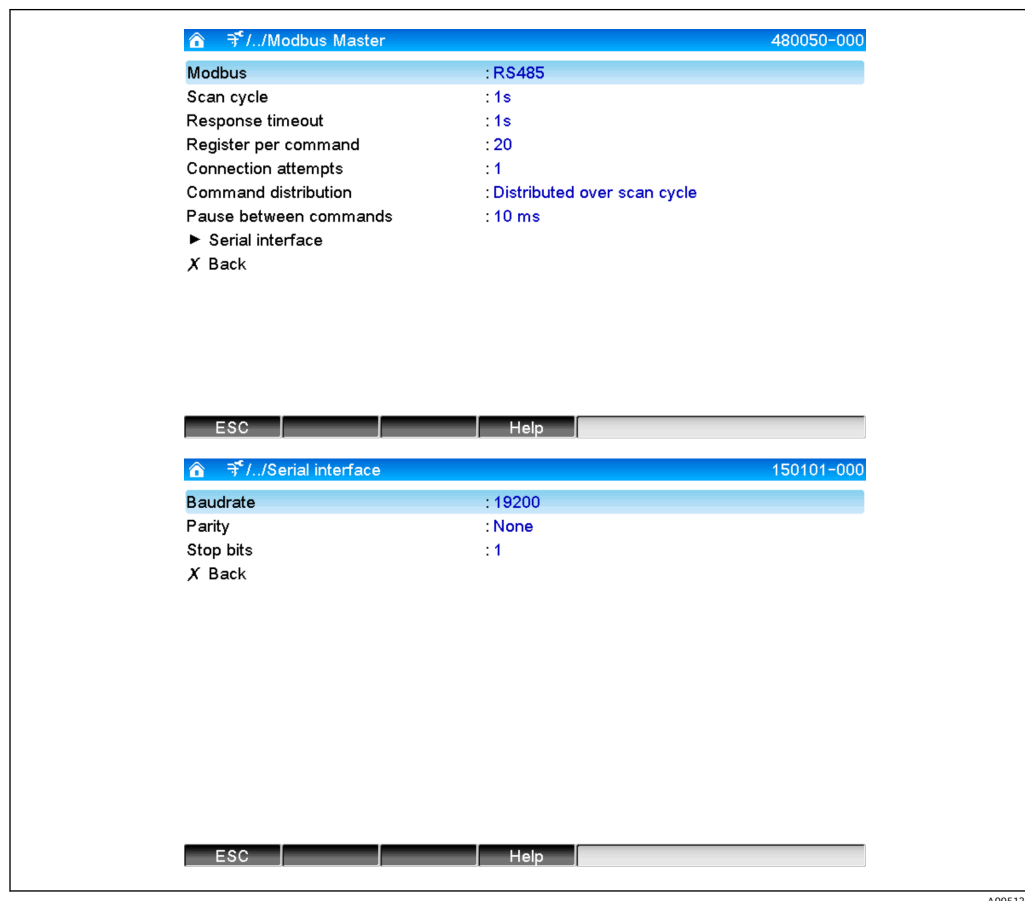 /../Modbus Master 480050-000
Modbus : RS485
Scan cycle : 1s
Response timeout : 1s
Register per command : 20
Connection attempts : 1
Command distribution : Distributed over scan cycle
Pause between commands : 10 ms
► Serial interface
X Back
ESC Help
/../Serial interface 150101-000
Baudrate : 19200
Parity : None
Stop bits : 1
X Back
ESC Help